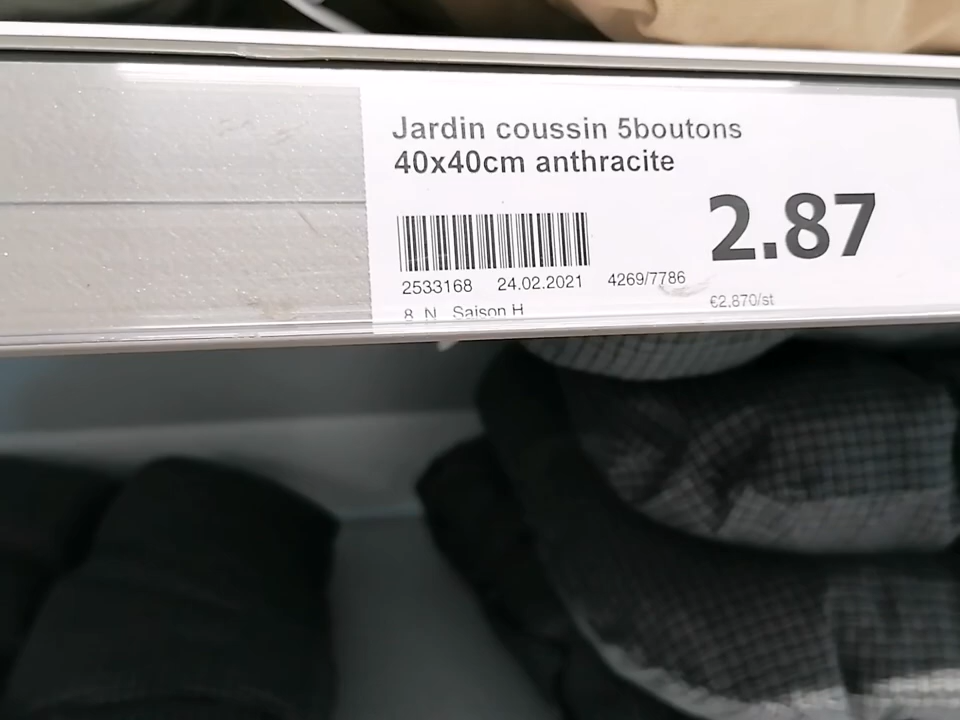 Jardin coussin 5boutons
40x40cm anthracite
2.87
2533168 24.02.2021 4269/7786
€2,870/st
8 N Saison H